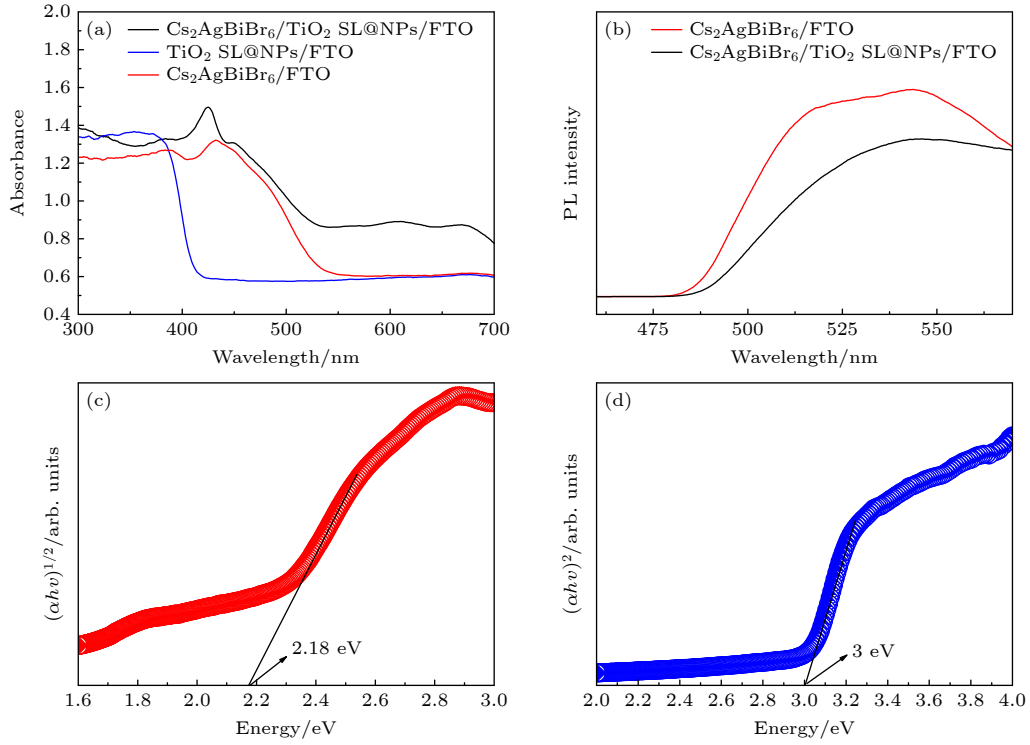 (a)
Cs₂AgBiBr₆/TiO₂ SL@NPs/FTO
TiO₂ SL@NPs/FTO
Cs₂AgBiBr₆/FTO
2.0
1.8
1.6
1.4
1.2
1.0
0.8
0.6
0.4
Absorbance
300
400
500
600
700
Wavelength/nm
(b)
Cs₂AgBiBr₆/FTO
Cs₂AgBiBr₆/TiO₂ SL@NPs/FTO
PL intensity
475
500
525
550
Wavelength/nm
(c)
(αhν)¹/²/arb. units
2.18 eV
1.6
1.8
2.0
2.2
2.4
2.6
2.8
3.0
Energy/eV
(d)
(αhν)²/arb. units
3 eV
2.0
2.2
2.4
2.6
2.8
3.0
3.2
3.4
3.6
3.8
4.0
Energy/eV